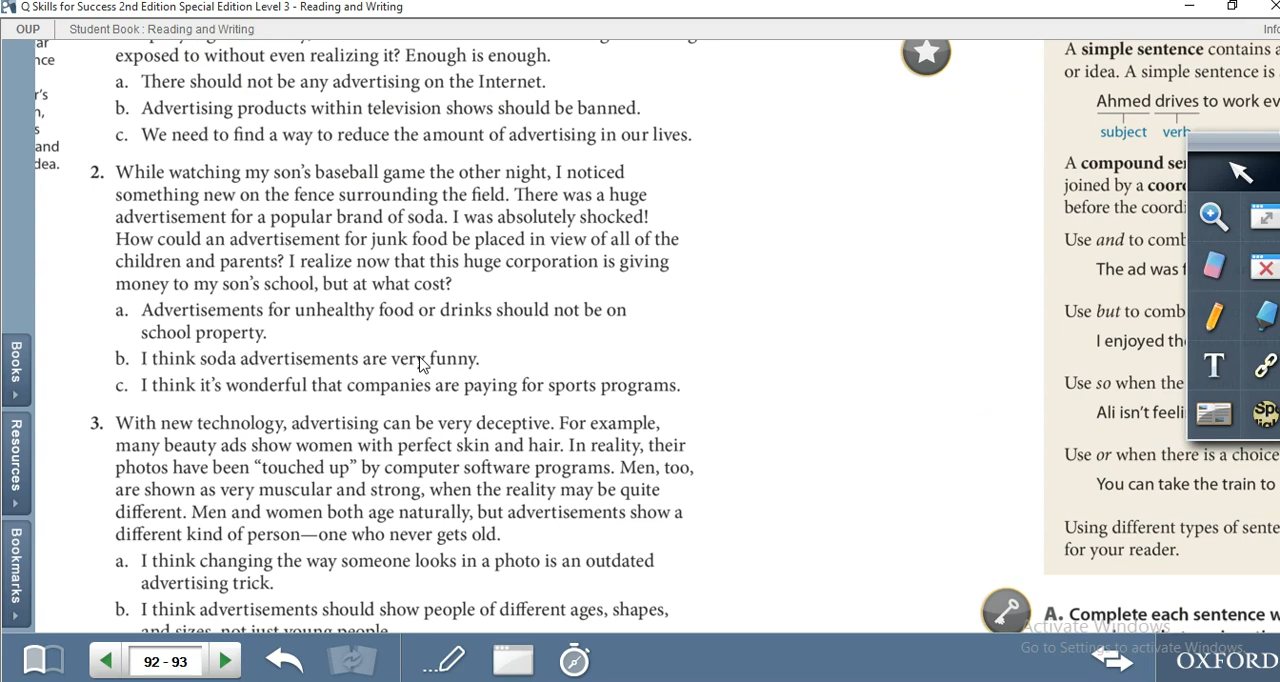 Q Skills for Success 2nd Edition Special Edition Level 3 - Reading and Writing
OUP
Student Book : Reading and Writing
Info
ar
nce
r's
n,
s
and
dea.
exposed to without even realizing it? Enough is enough.
a. There should not be any advertising on the Internet.
b. Advertising products within television shows should be banned.
c. We need to find a way to reduce the amount of advertising in our lives.
2. While watching my son's baseball game the other night, I noticed
something new on the fence surrounding the field. There was a huge
advertisement for a popular brand of soda. I was absolutely shocked!
How could an advertisement for junk food be placed in view of all of the
children and parents? I realize now that this huge corporation is giving
money to my son's school, but at what cost?
a. Advertisements for unhealthy food or drinks should not be on
school property.
b. I think soda advertisements are very funny.
c. I think it's wonderful that companies are paying for sports programs.
3. With new technology, advertising can be very deceptive. For example,
many beauty ads show women with perfect skin and hair. In reality, their
photos have been “touched up” by computer software programs. Men, too,
are shown as very muscular and strong, when the reality may be quite
different. Men and women both age naturally, but advertisements show a
different kind of person—one who never gets old.
a. I think changing the way someone looks in a photo is an outdated
advertising trick.
b. I think advertisements should show people of different ages, shapes,
and sizes, not just young people.
A simple sentence contains a
or idea. A simple sentence is
Ahmed drives to work ev
subject verb
A compound se
joined by a coor
before the coordi
Use and to comb
The ad was f
Use but to comb
I enjoyed th
Use so when the
Ali isn't feeli
Use or when there is a choice
You can take the train to
Using different types of sente
for your reader.
A. Complete each sentence w
Activate Windows
Go to Settings to activate Windows.
Books
Resources
Bookmarks
T
92 - 93
OXFORD